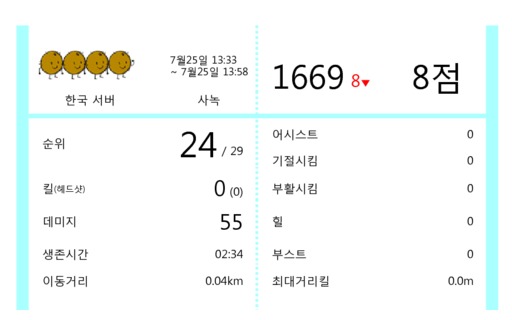 7월25일 13:33
~ 7월25일 13:58
한국 서버
사녹
1669 8▼
8점
순위 24 / 29
킬(헤드샷) 0 (0)
데미지 55
생존시간 02:34
이동거리 0.04km
어시스트 0
기절시킴 0
부활시킴 0
힐 0
부스트 0
최대거리킬 0.0m